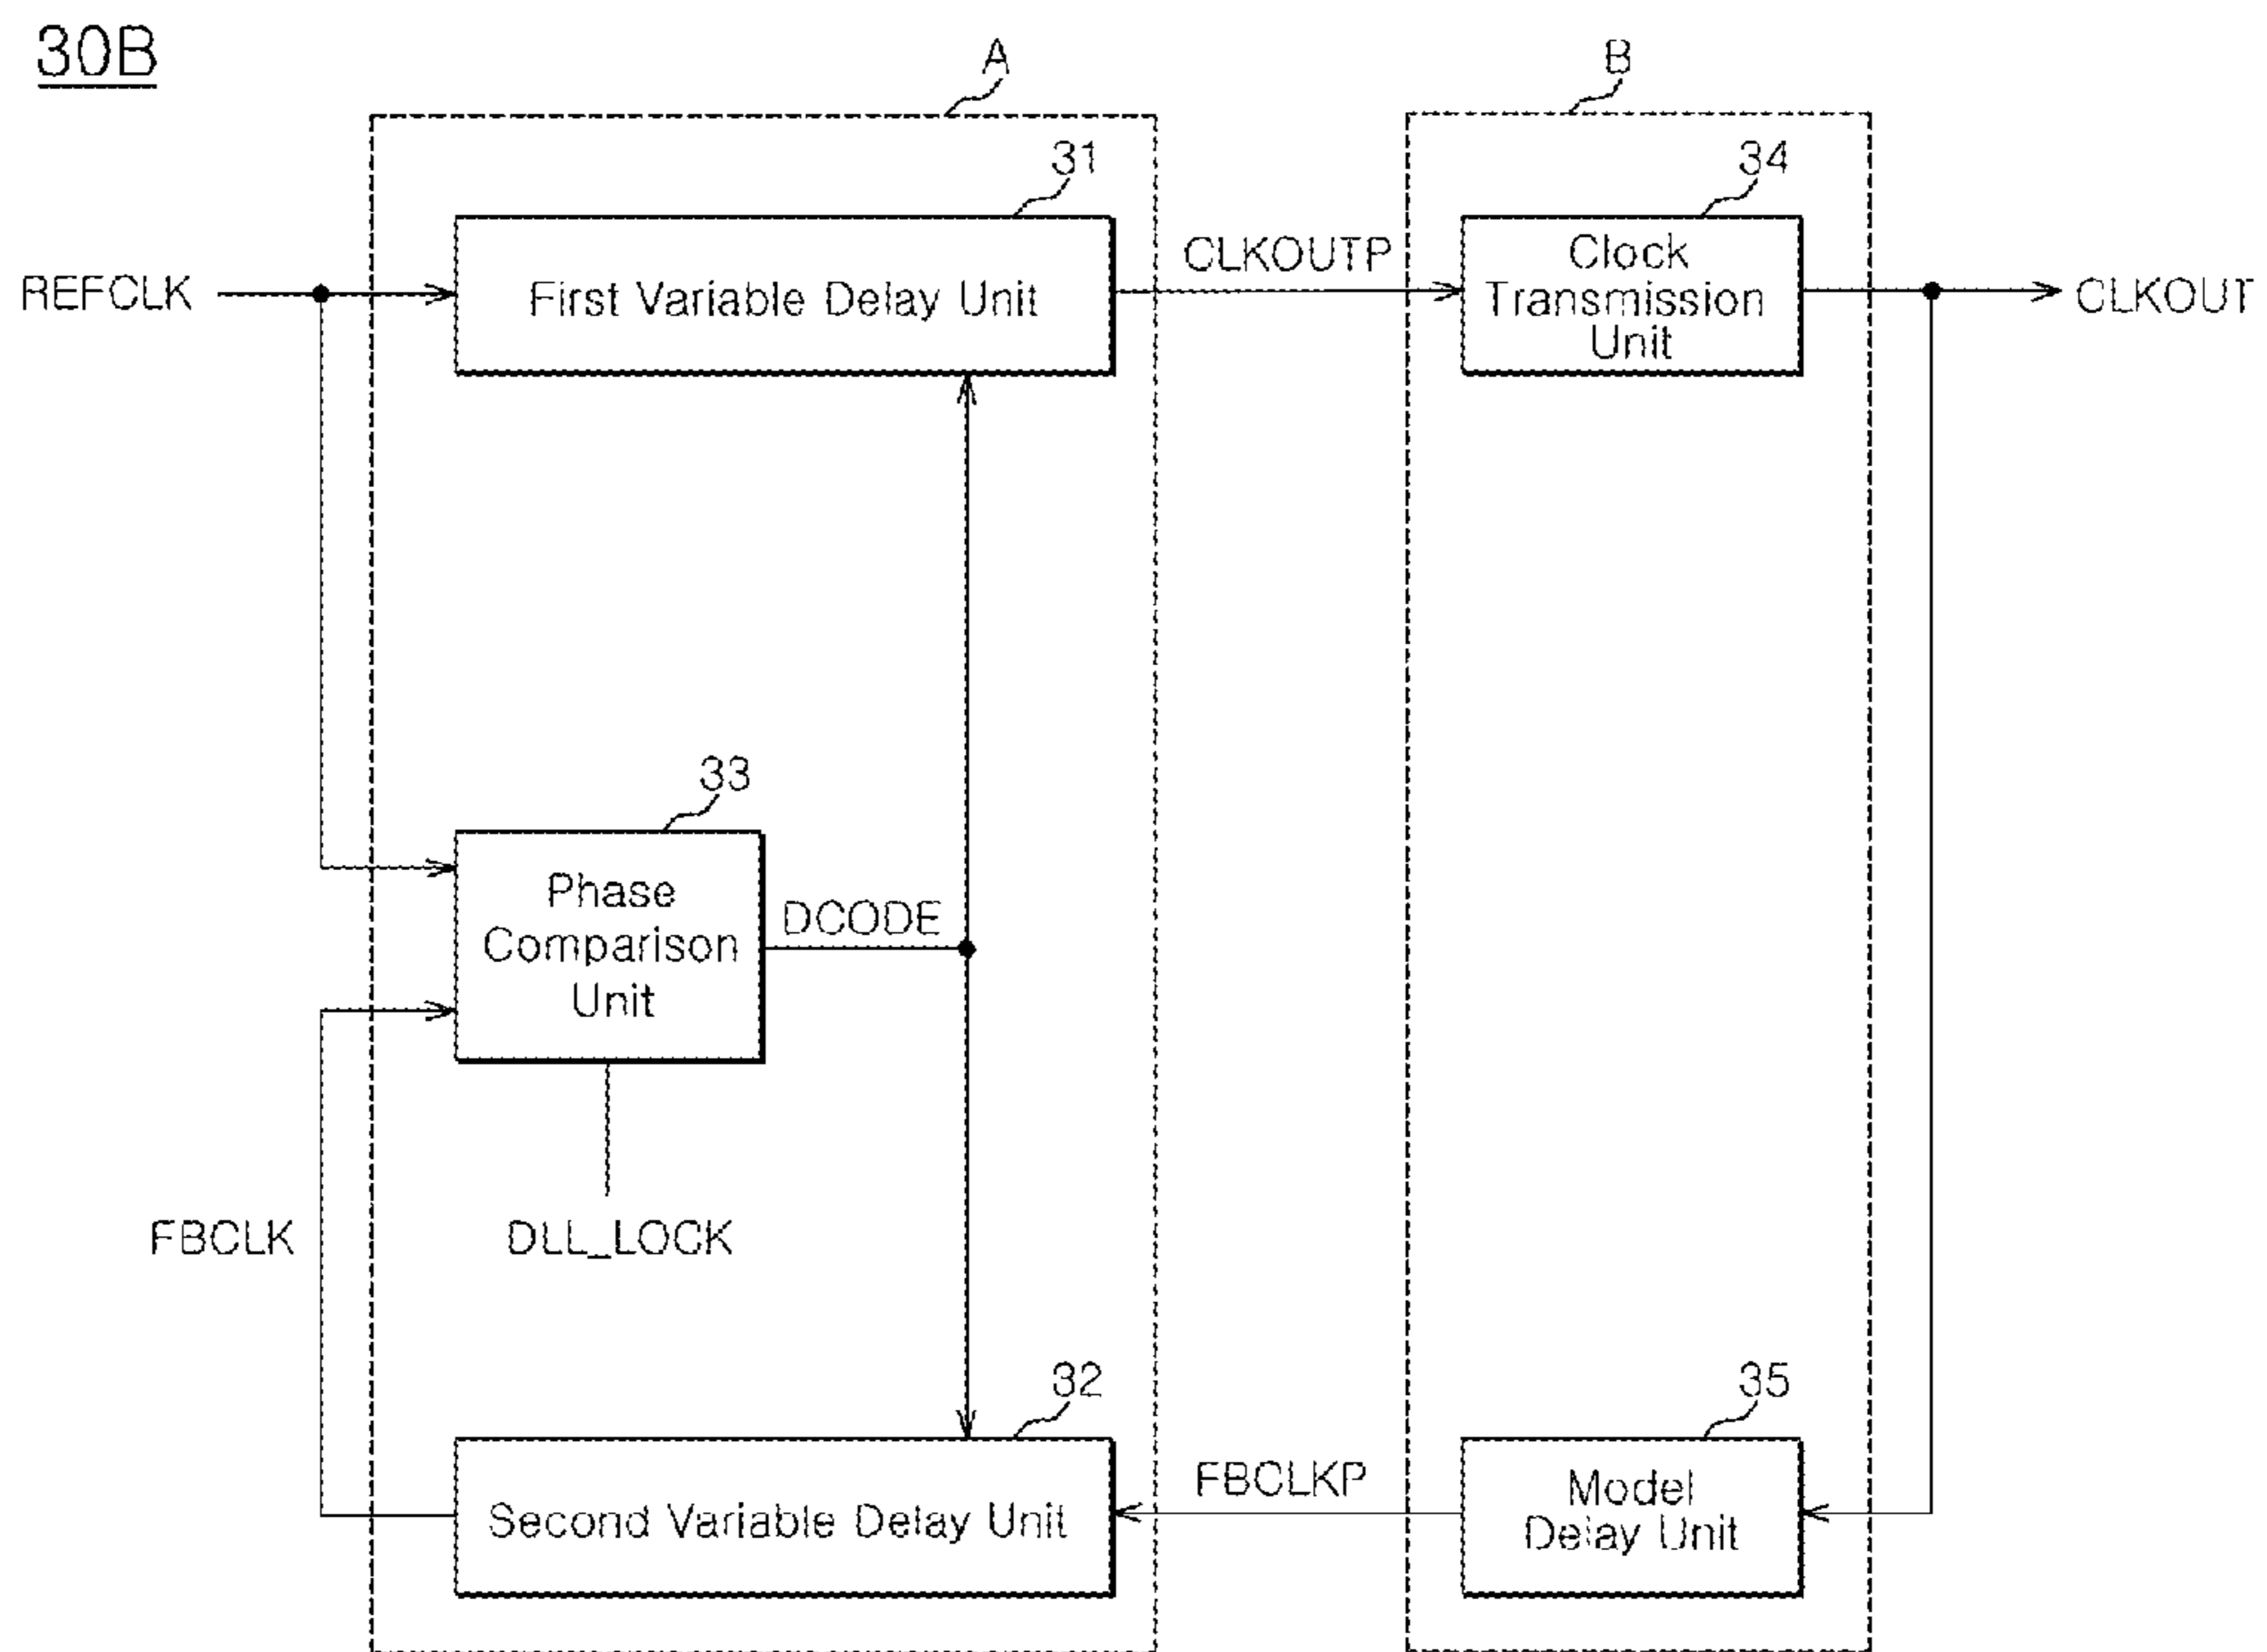 30B
A
B
31
34
REFCLK
First Variable Delay Unit
CLKOUTP
Clock
Transmission
Unit
CLKOUT
33
Phase
Comparison
Unit
DCODE
FBCLK
DLL_LOCK
32
35
Second Variable Delay Unit
FBCLKP
Model
Delay Unit